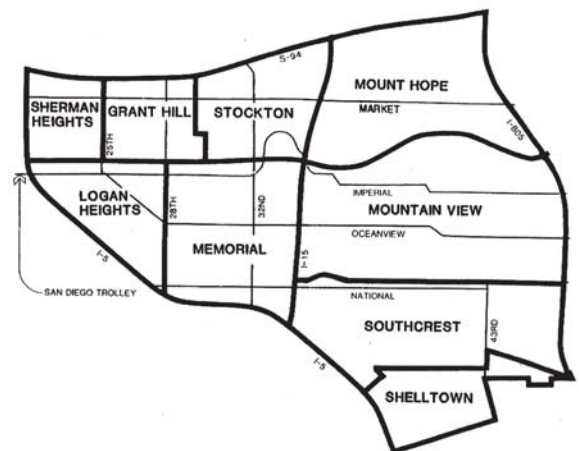 S-94
MOUNT HOPE
MARKET
SHERMAN
HEIGHTS
GRANT HILL
STOCKTON
I-805
25TH
LOGAN
HEIGHTS
28TH
32ND
IMPERIAL
MOUNTAIN VIEW
OCEANVIEW
MEMORIAL
I-15
I-5
SAN DIEGO TROLLEY
NATIONAL
SOUTHCREST
43RD
I-5
SHELLTOWN